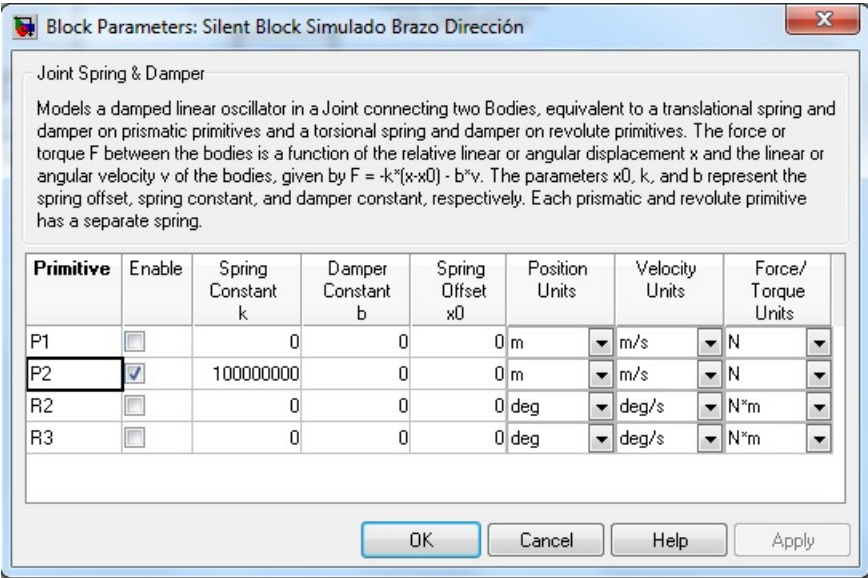 Block Parameters: Silent Block Simulado Brazo Dirección
Joint Spring & Damper
Models a damped linear oscillator in a Joint connecting two Bodies, equivalent to a translational spring and
damper on prismatic primitives and a torsional spring and damper on revolute primitives. The force or
torque F between the bodies is a function of the relative linear or angular displacement x and the linear or
angular velocity v of the bodies, given by F = -k*(x-x0) - b*v. The parameters x0, k, and b represent the
spring offset, spring constant, and damper constant, respectively. Each prismatic and revolute primitive
has a separate spring.
Primitive Enable Spring Constant k Damper Constant b Spring Offset x0 Position Units Velocity Units Force/ Torque Units
P1 0 0 0 m m/s N
P2 100000000 0 0 m m/s N
R2 0 0 0 deg deg/s N*m
R3 0 0 0 deg deg/s N*m
OK Cancel Help Apply